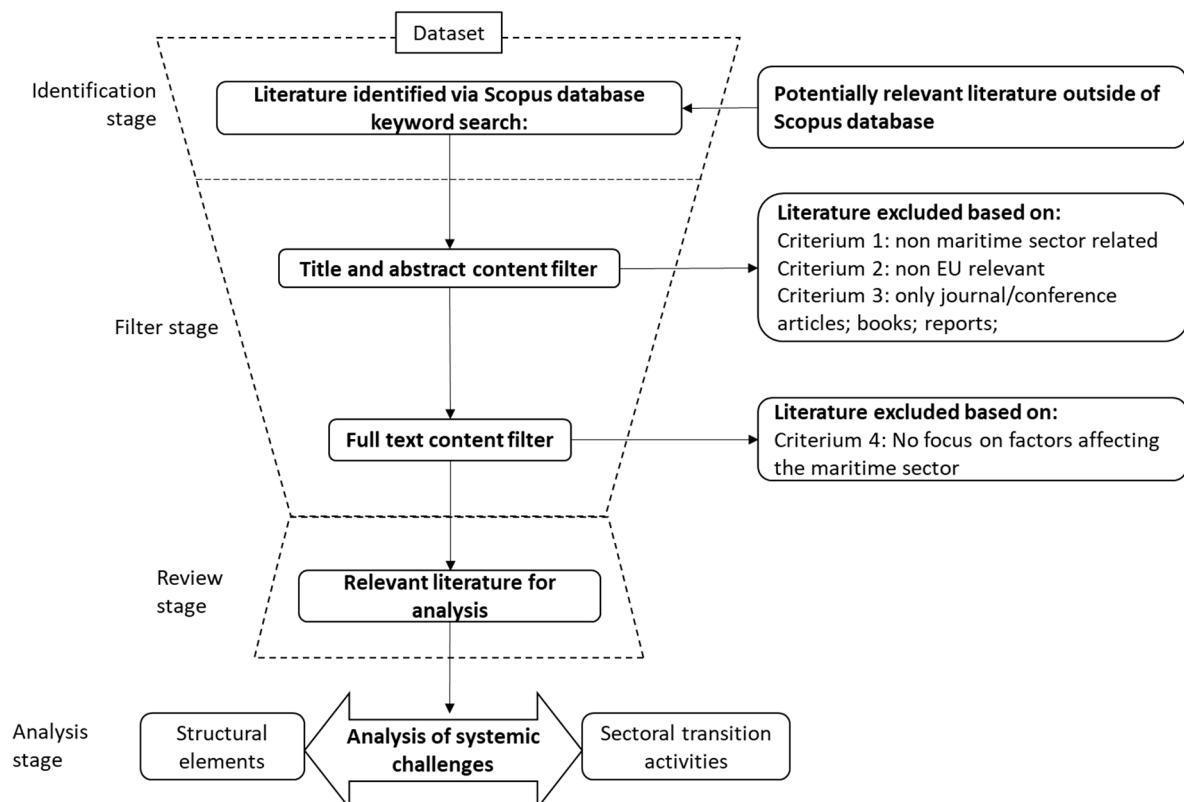 Dataset
Identification
stage
Literature identified via Scopus database
keyword search:
Potentially relevant literature outside of
Scopus database
Filter stage
Title and abstract content filter
Literature excluded based on:
Criterium 1: non maritime sector related
Criterium 2: non EU relevant
Criterium 3: only journal/conference
articles; books; reports;
Full text content filter
Literature excluded based on:
Criterium 4: No focus on factors affecting
the maritime sector
Review
stage
Relevant literature for
analysis
Analysis
stage
Structural
elements
Analysis of systemic
challenges
Sectoral transition
activities